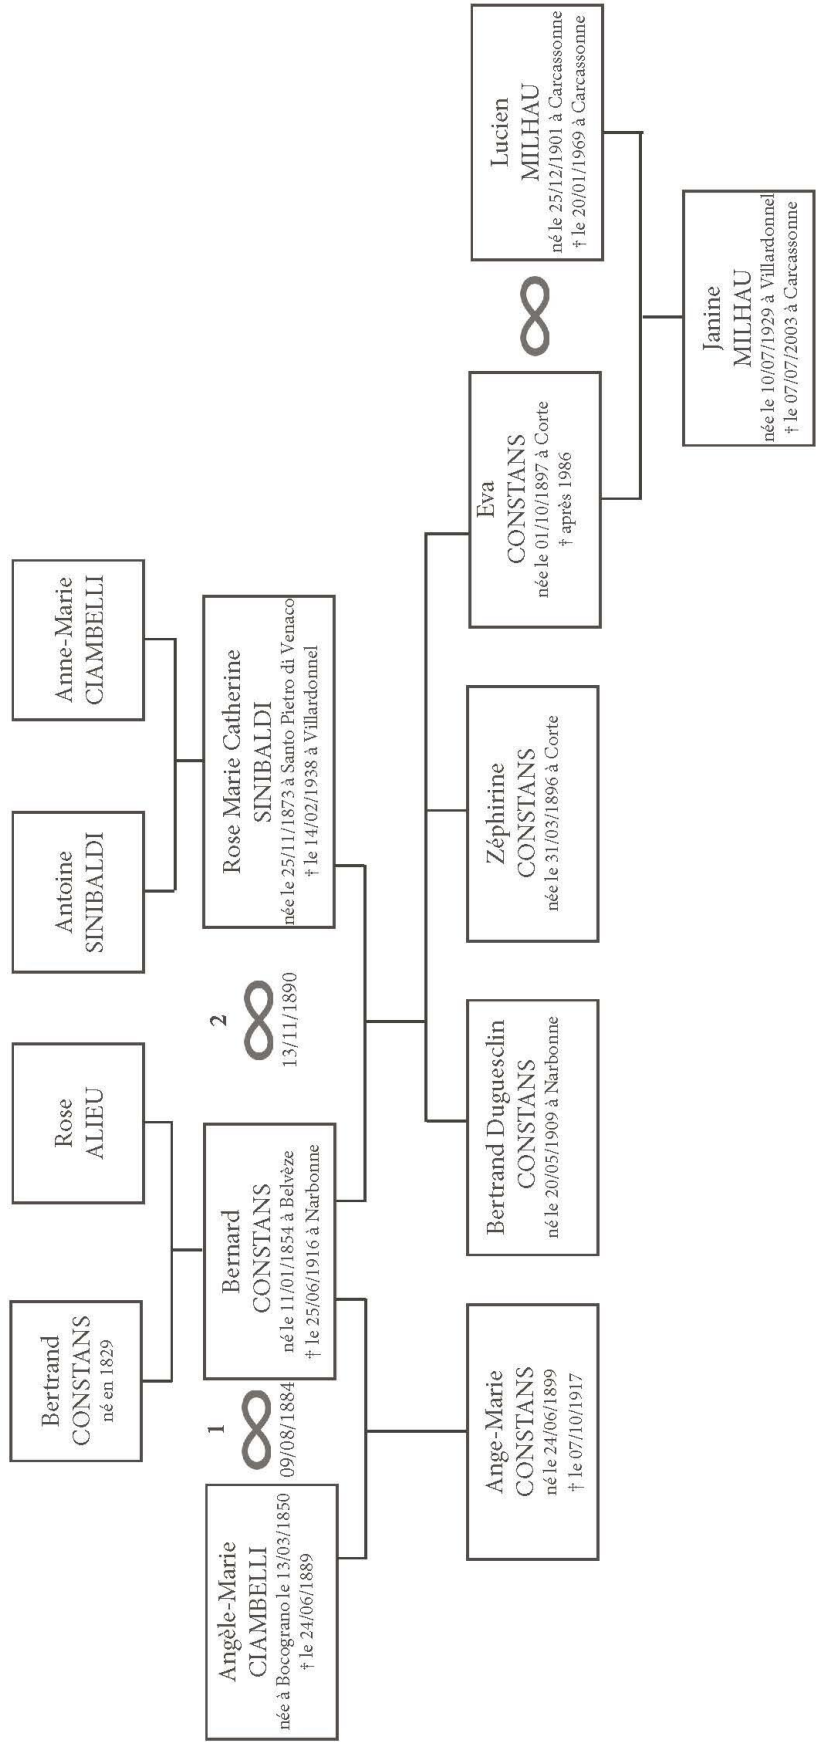 Bertrand
CONSTANS
né en 1829
Rose
ALIEU
Antoine
SINIBALDI
Anne-Marie
CIAMBELLI
Angèle-Marie
CIAMBELLI
née à Bocograno le 13/03/1850
† le 24/06/1889
1
09/08/1884
Bernard
CONSTANS
né le 11/01/1854 à Belvèze
† le 25/06/1916 à Narbonne
2
13/11/1890
Rose Marie Catherine
SINIBALDI
née le 25/11/1873 à Santo Pietro di Venaco
† le 14/02/1938 à Villardonnel
Ange-Marie
CONSTANS
né le 24/06/1899
† le 07/10/1917
Bertrand Duguesclin
CONSTANS
né le 20/05/1909 à Narbonne
Zéphirine
CONSTANS
née le 31/03/1896 à Corte
Eva
CONSTANS
née le 01/10/1897 à Corte
† après 1986
Lucien
MILHAU
né le 25/12/1901 à Carcassonne
† le 20/01/1969 à Carcassonne
Janine
MILHAU
née le 10/07/1929 à Villardonnel
† le 07/07/2003 à Carcassonne